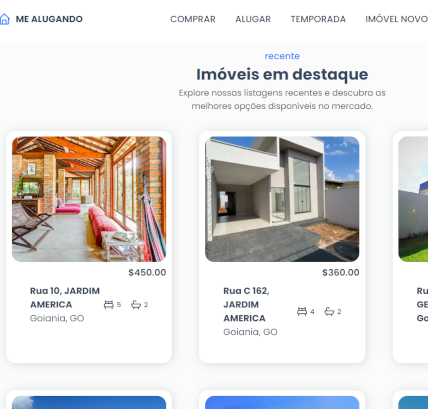 ME ALUGANDO
COMPRAR ALUGAR TEMPORADA IMÓVEL NOVO
recente
Imóveis em destaque
Explore nossas listagens recentes e descubra as
melhores opções disponíveis no mercado.
$450.00
Rua 10, JARDIM
AMERICA
5 2
Goiania, GO
$360.00
Rua C 162,
JARDIM
AMERICA
4 2
Goiania, GO
Ru
GE
Go